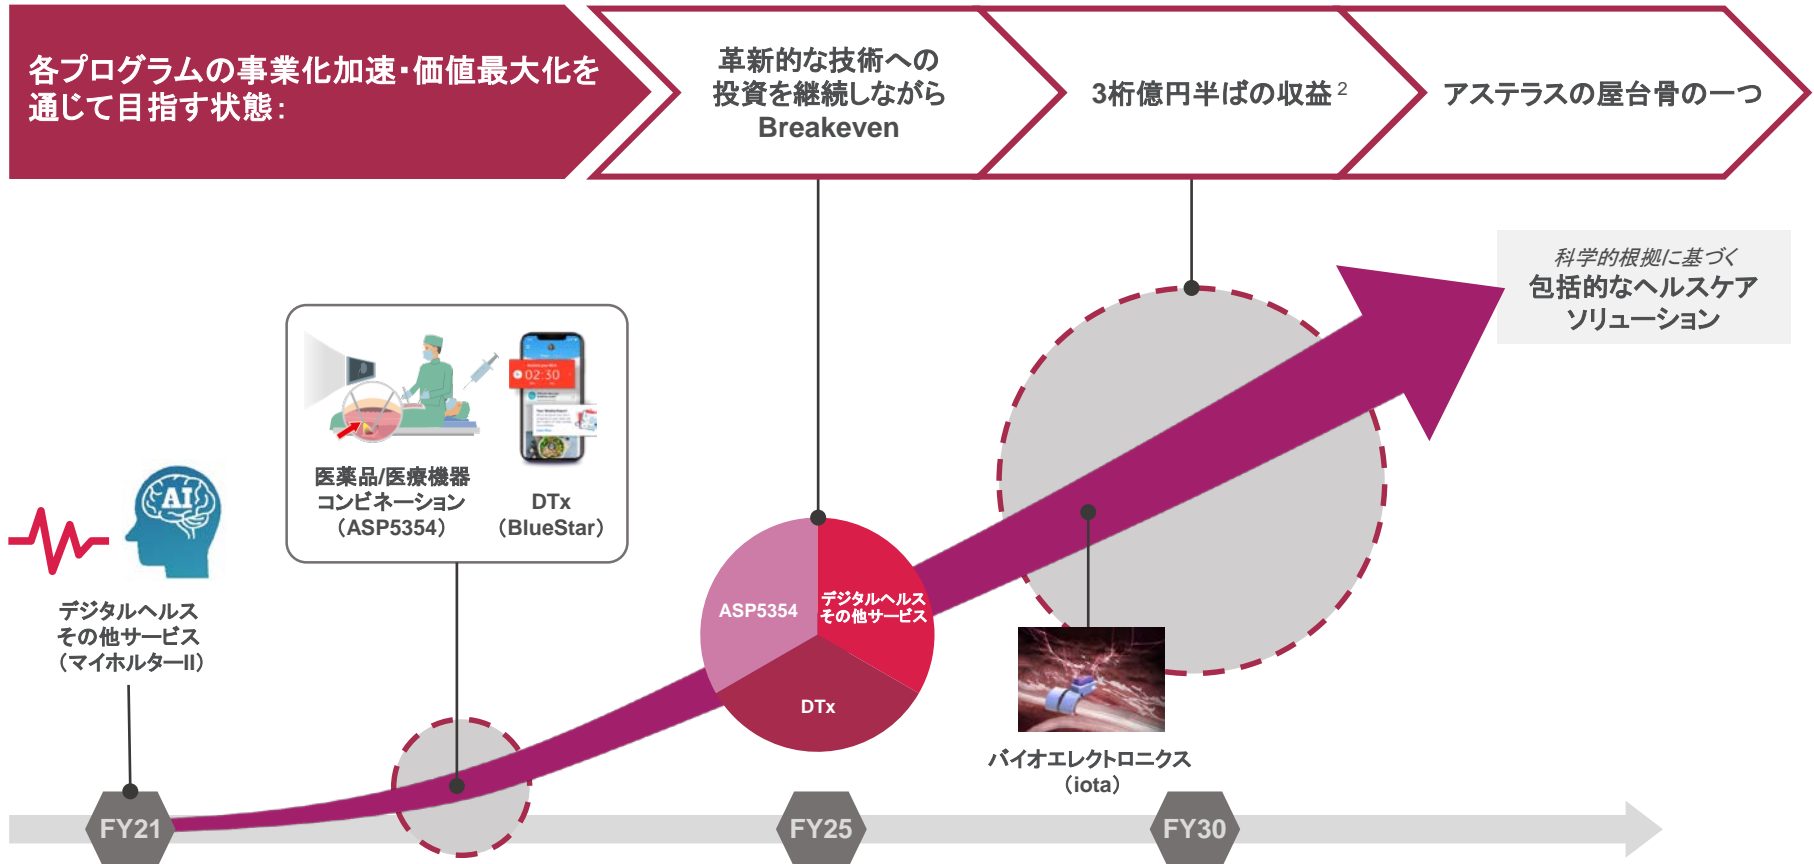 各プログラムの事業化加速・価値最大化を
通じて目指す状態：
革新的な技術への
投資を継続しながら
Breakeven
3桁億円半ばの収益2
アステラスの屋台骨の一つ
科学的根拠に基づく
包括的なヘルスケア
ソリューション
02:30
医薬品/医療機器
コンビネーション
（ASP5354）
DTx
（BlueStar）
AI
デジタルヘルス
その他サービス
（マイホルターII）
ASP5354
デジタルヘルス
その他サービス
DTx
バイオエレクトロニクス
（iota）
FY21
FY25
FY30